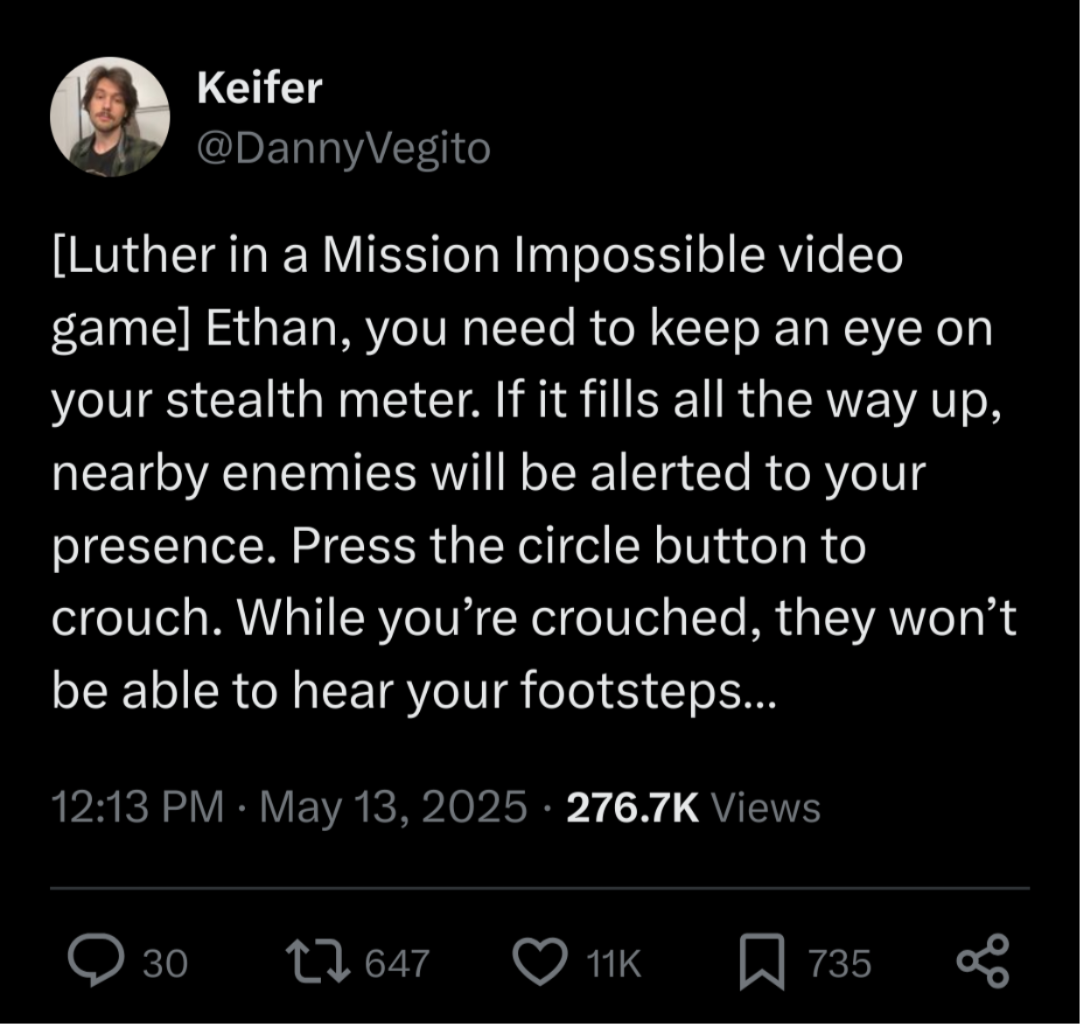 Keifer
@DannyVegito
[Luther in a Mission Impossible video
game] Ethan, you need to keep an eye on
your stealth meter. If it fills all the way up,
nearby enemies will be alerted to your
presence. Press the circle button to
crouch. While you’re crouched, they won’t
be able to hear your footsteps...
12:13 PM · May 13, 2025 · 276.7K Views
30 647 11K 735